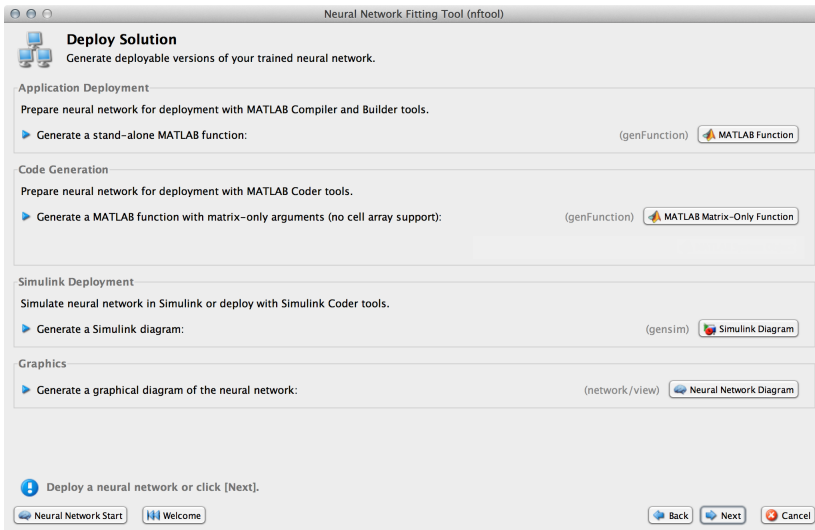 Neural Network Fitting Tool (nftool)
Deploy Solution
Generate deployable versions of your trained neural network.
Application Deployment
Prepare neural network for deployment with MATLAB Compiler and Builder tools.
Generate a stand-alone MATLAB function: (genFunction) MATLAB Function
Code Generation
Prepare neural network for deployment with MATLAB Coder tools.
Generate a MATLAB function with matrix-only arguments (no cell array support): (genFunction) MATLAB Matrix-Only Function
Simulink Deployment
Simulate neural network in Simulink or deploy with Simulink Coder tools.
Generate a Simulink diagram: (gensim) Simulink Diagram
Graphics
Generate a graphical diagram of the neural network: (network/view) Neural Network Diagram
Deploy a neural network or click [Next].
Neural Network Start Welcome Back Next Cancel